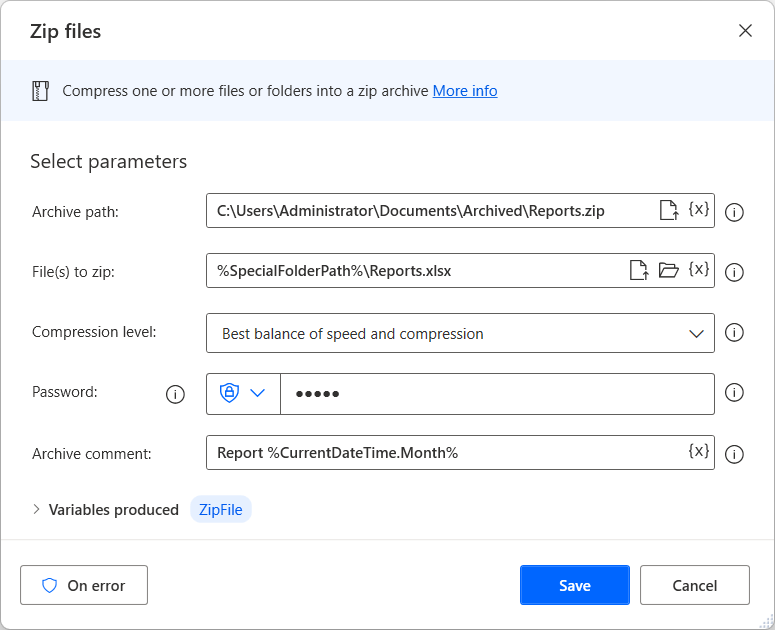 Zip files
Compress one or more files or folders into a zip archive More info
Select parameters
Archive path: C:\Users\Administrator\Documents\Archived\Reports.zip {x}
File(s) to zip: %SpecialFolderPath%\Reports.xlsx {x}
Compression level: Best balance of speed and compression
Password: •••••
Archive comment: Report %CurrentDateTime.Month% {x}
Variables produced ZipFile
On error Save Cancel